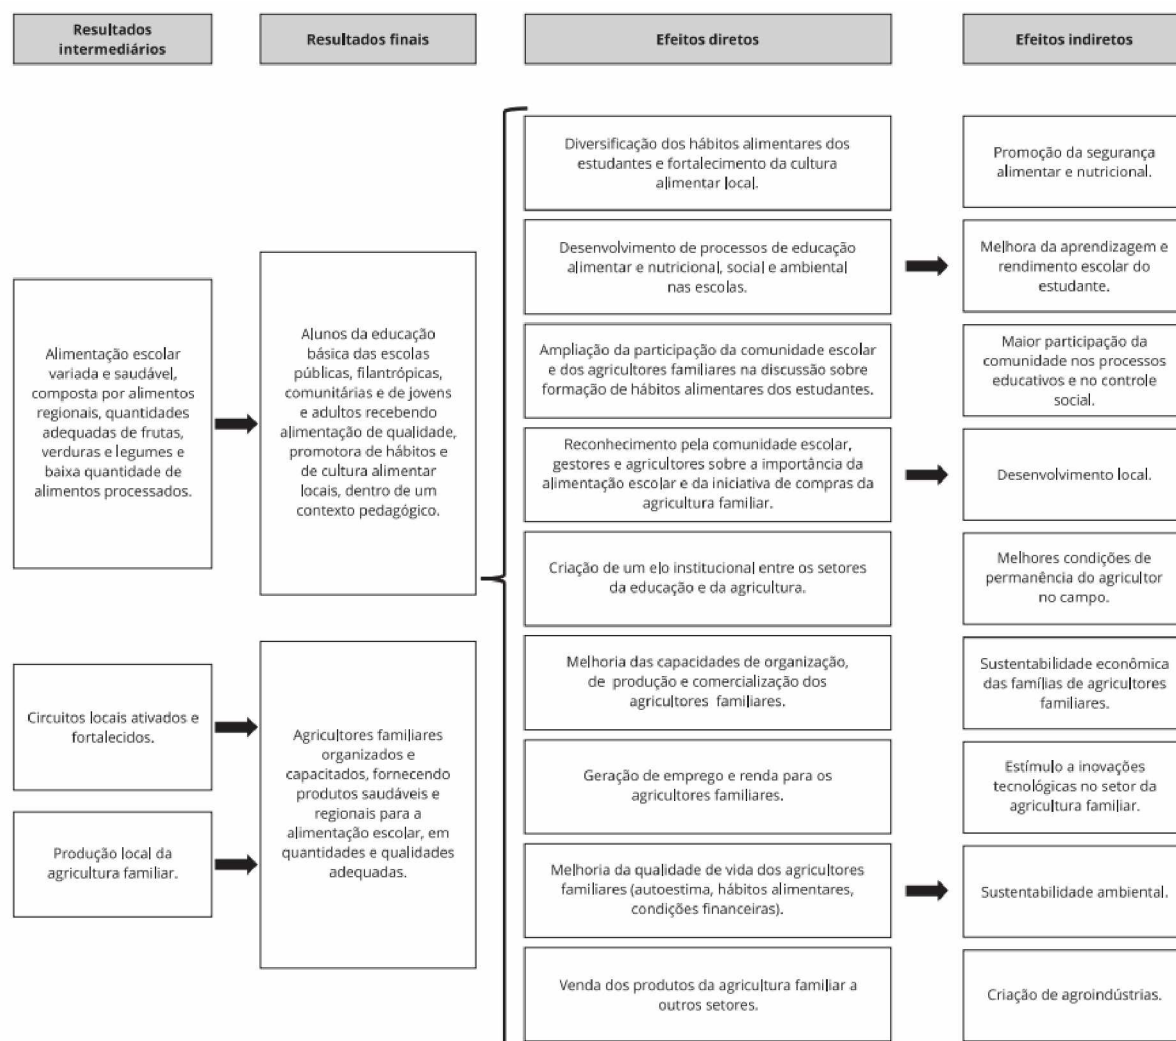 Resultados
intermediários
Resultados finais
Efeitos diretos
Efeitos indiretos
Alimentação escolar
variada e saudável,
composta por alimentos
regionais, quantidades
adequadas de frutas,
verduras e legumes e
baixa quantidade de
alimentos processados.
Circuitos locais ativados e
fortalecidos.
Produção local da
agricultura familiar.
Alunos da educação
básica das escolas
públicas, filantrópicas,
comunitárias e de jovens
e adultos recebendo
alimentação de qualidade,
promotora de hábitos e
de cultura alimentar
locais, dentro de um
contexto pedagógico.
Agricultores familiares
organizados e
capacitados, fornecendo
produtos saudáveis e
regionais para a
alimentação escolar, em
quantidades e qualidades
adequadas.
Diversificação dos hábitos alimentares dos
estudantes e fortalecimento da cultura
alimentar local.
Desenvolvimento de processos de educação
alimentar e nutricional, social e ambiental
nas escolas.
Ampliação da participação da comunidade escolar
e dos agricultores familiares na discussão sobre
formação de hábitos alimentares dos estudantes.
Reconhecimento pela comunidade escolar,
gestores e agricultores sobre a importância da
alimentação escolar e da iniciativa de compras da
agricultura familiar.
Criação de um elo institucional entre os setores
da educação e da agricultura.
Melhoria das capacidades de organização,
de produção e comercialização dos
agricultores familiares.
Geração de emprego e renda para os
agricultores familiares.
Melhoria da qualidade de vida dos agricultores
familiares (autoestima, hábitos alimentares,
condições financeiras).
Venda dos produtos da agricultura familiar a
outros setores.
Promoção da segurança
alimentar e nutricional.
Melhora da aprendizagem e
rendimento escolar do
estudante.
Maior participação da
comunidade nos processos
educativos e no controle
social.
Desenvolvimento local.
Melhores condições de
permanência do agricultor
no campo.
Sustentabilidade econômica
das famílias de agricultores
familiares.
Estímulo a inovações
tecnológicas no setor da
agricultura familiar.
Sustentabilidade ambiental.
Criação de agroindústrias.